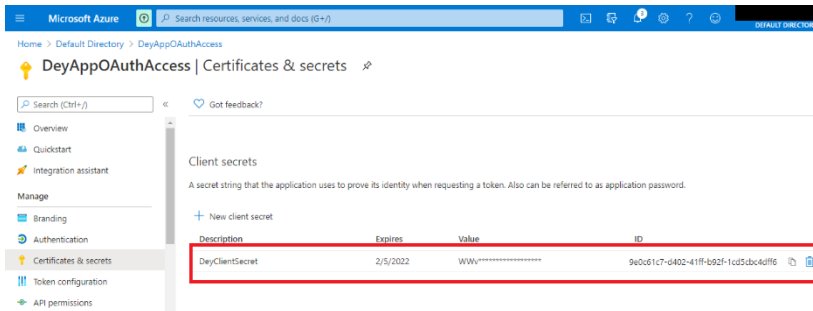 Microsoft Azure
Search resources, services, and docs (G+/)
2
DEFAULT DIRECTOR
Home > Default Directory > DeyAppOAuthAccess
DeyAppOAuthAccess | Certificates & secrets
Search (Ctrl+/)
«
Got feedback?
Overview
Quickstart
Integration assistant
Manage
Branding
Authentication
Certificates & secrets
Token configuration
API permissions
Client secrets
A secret string that the application uses to prove its identity when requesting a token. Also can be referred to as application password.
+ New client secret
Description Expires Value ID
DeyClientSecret 2/5/2022 WWv****************** 9e0c61c7-d402-41ff-b92f-1cd5cbc4dff6